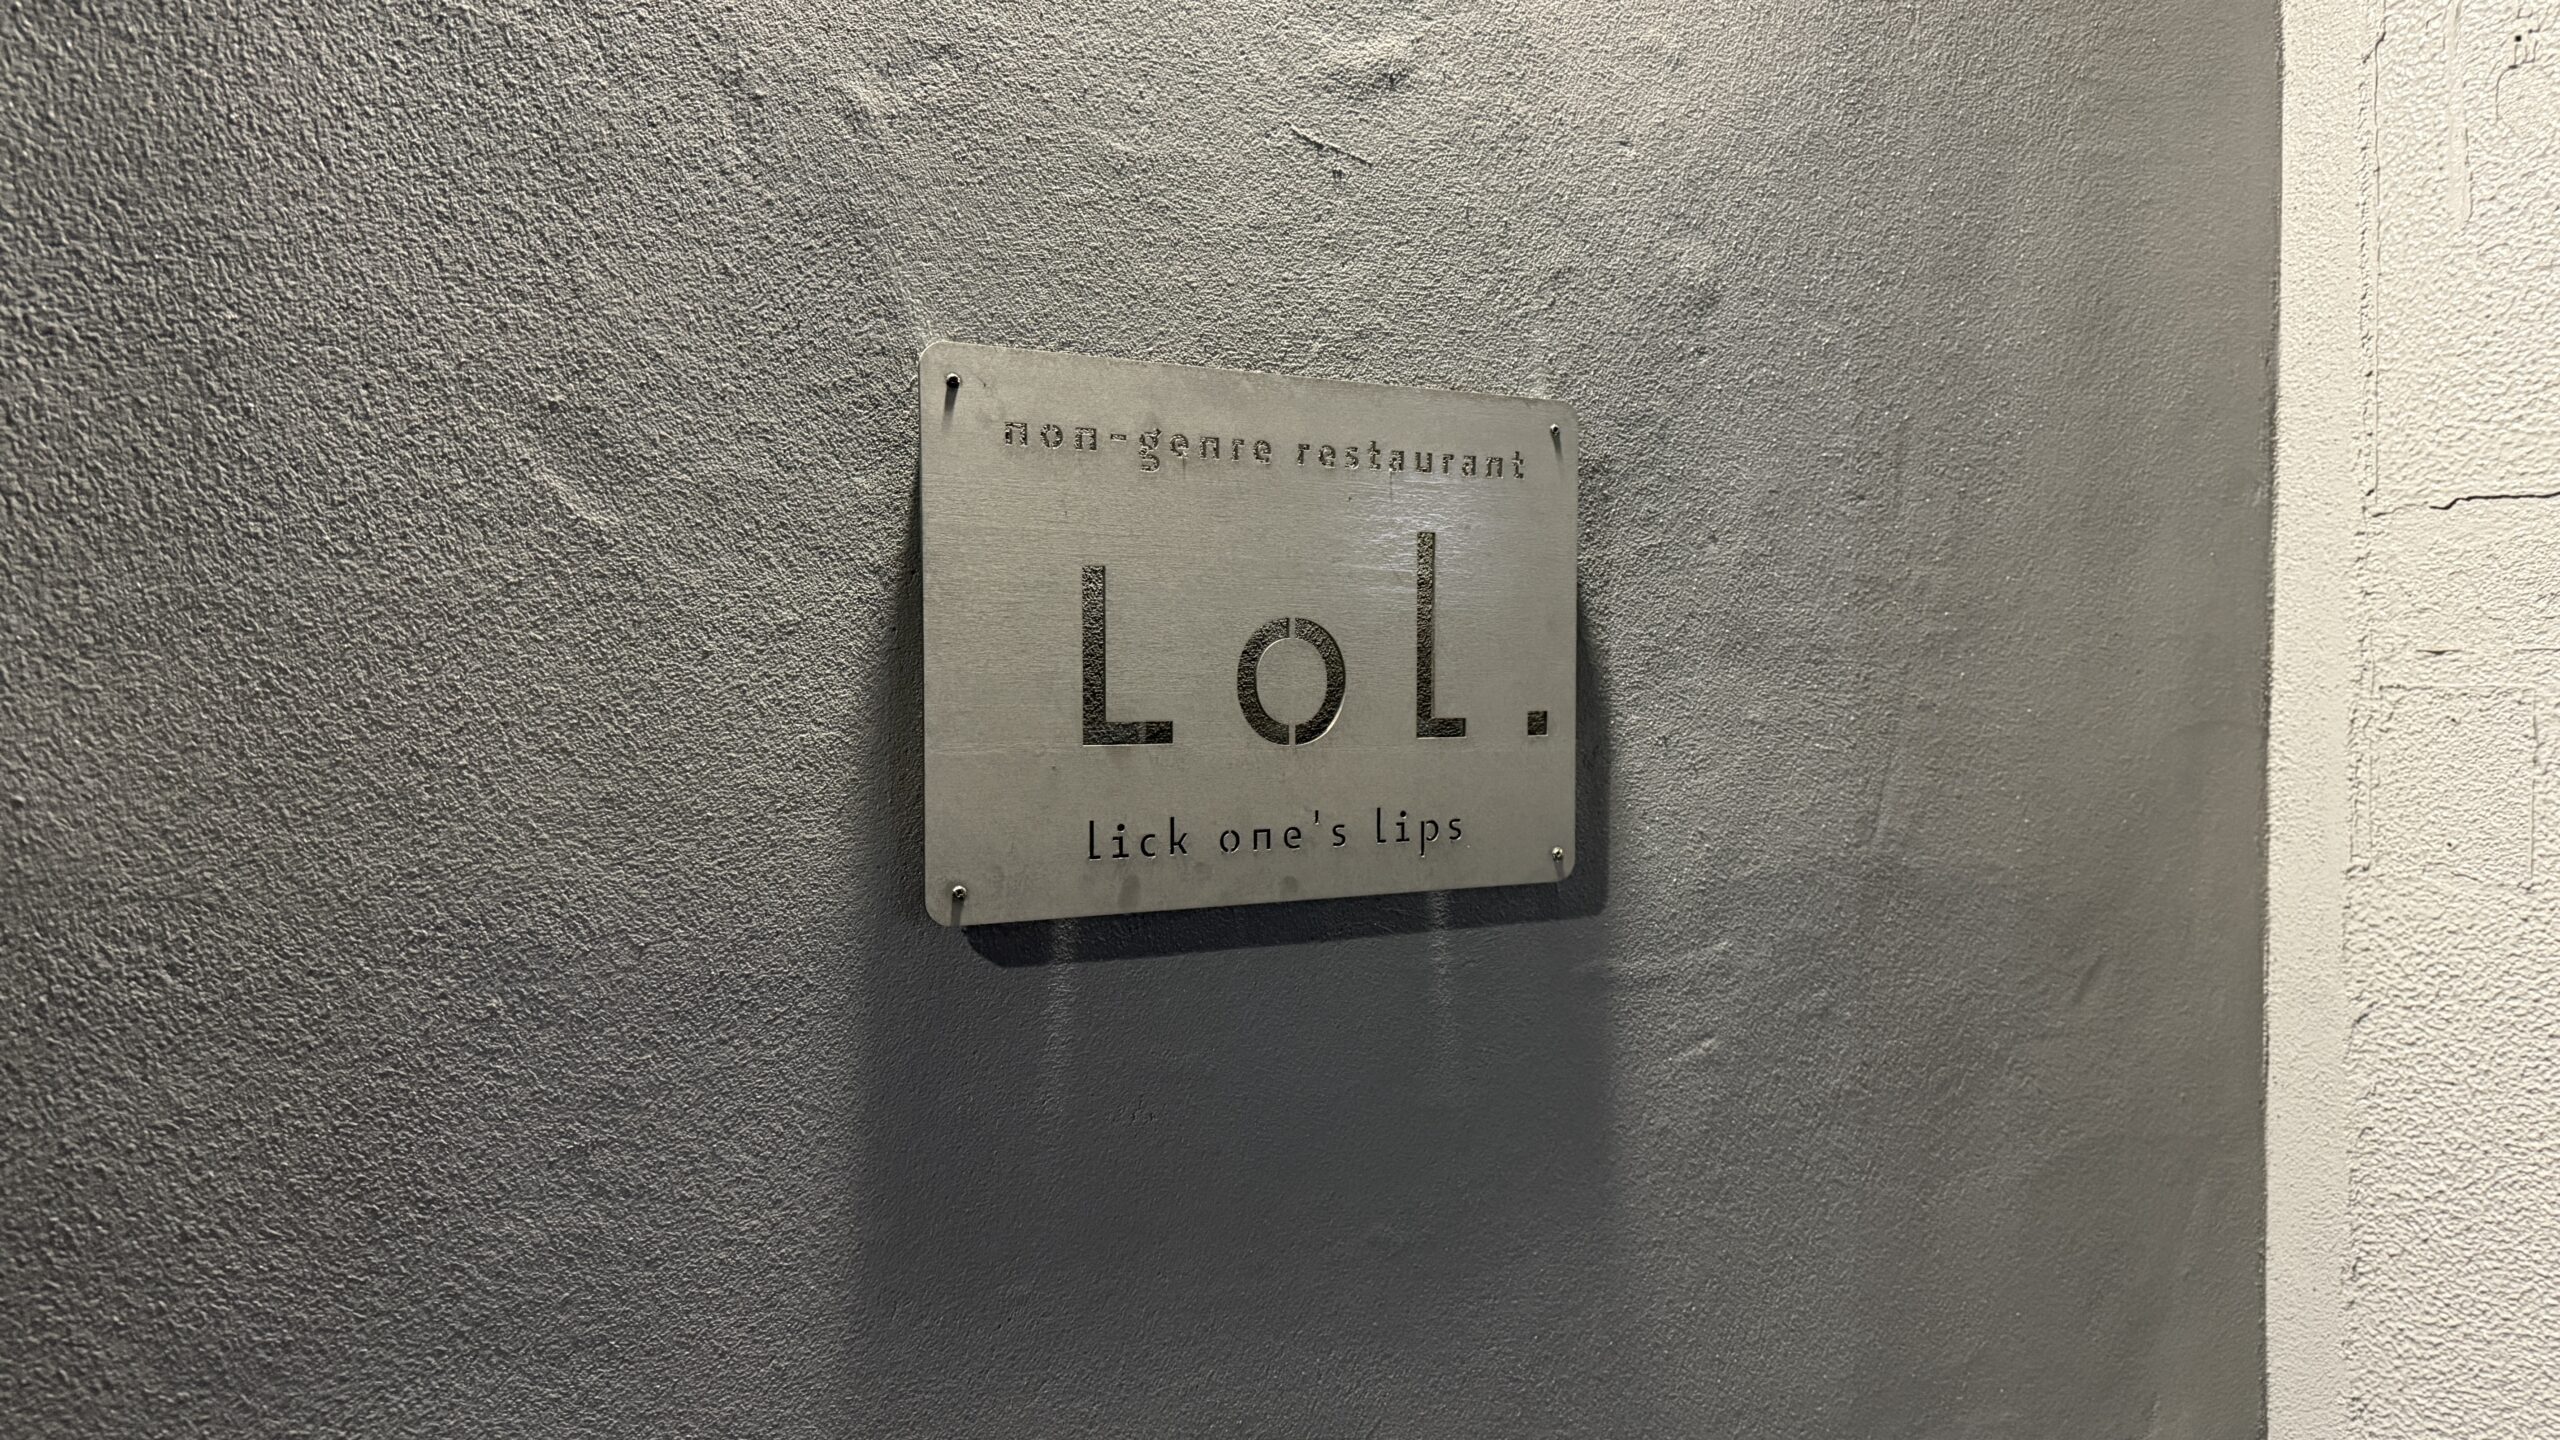 non-genre restaurant
LoL.
lick one's lips